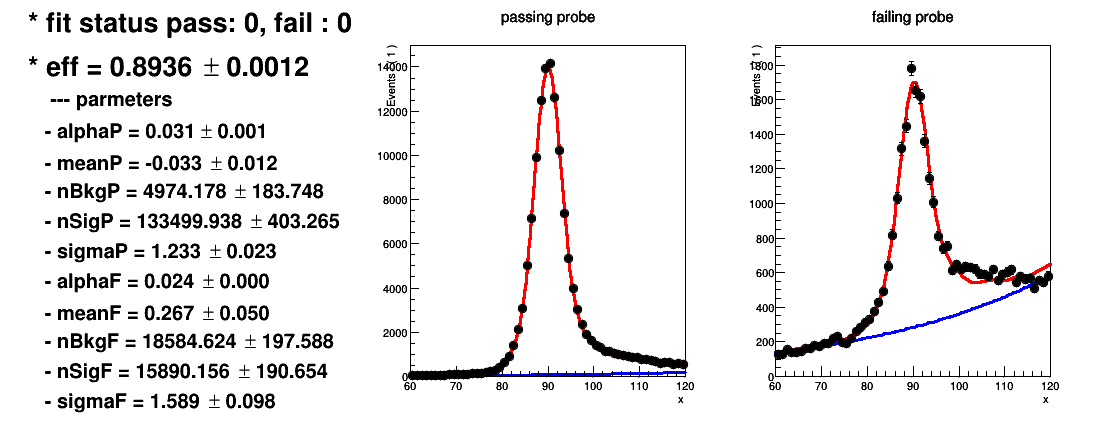 * fit status pass: 0, fail : 0
* eff = 0.8936 ± 0.0012
--- parmeters
- alphaP = 0.031 ± 0.001
- meanP = -0.033 ± 0.012
- nBkgP = 4974.178 ± 183.748
- nSigP = 133499.938 ± 403.265
- sigmaP = 1.233 ± 0.023
- alphaF = 0.024 ± 0.000
- meanF = 0.267 ± 0.050
- nBkgF = 18584.624 ± 197.588
- nSigF = 15890.156 ± 190.654
- sigmaF = 1.589 ± 0.098
passing probe
Events ( 1 )
14000
12000
10000
8000
6000
4000
2000
0
60 70 80 90 100 110 120
x
failing probe
Events ( 1 )
1800
1600
1400
1200
1000
800
600
400
200
0
60 70 80 90 100 110 120
x